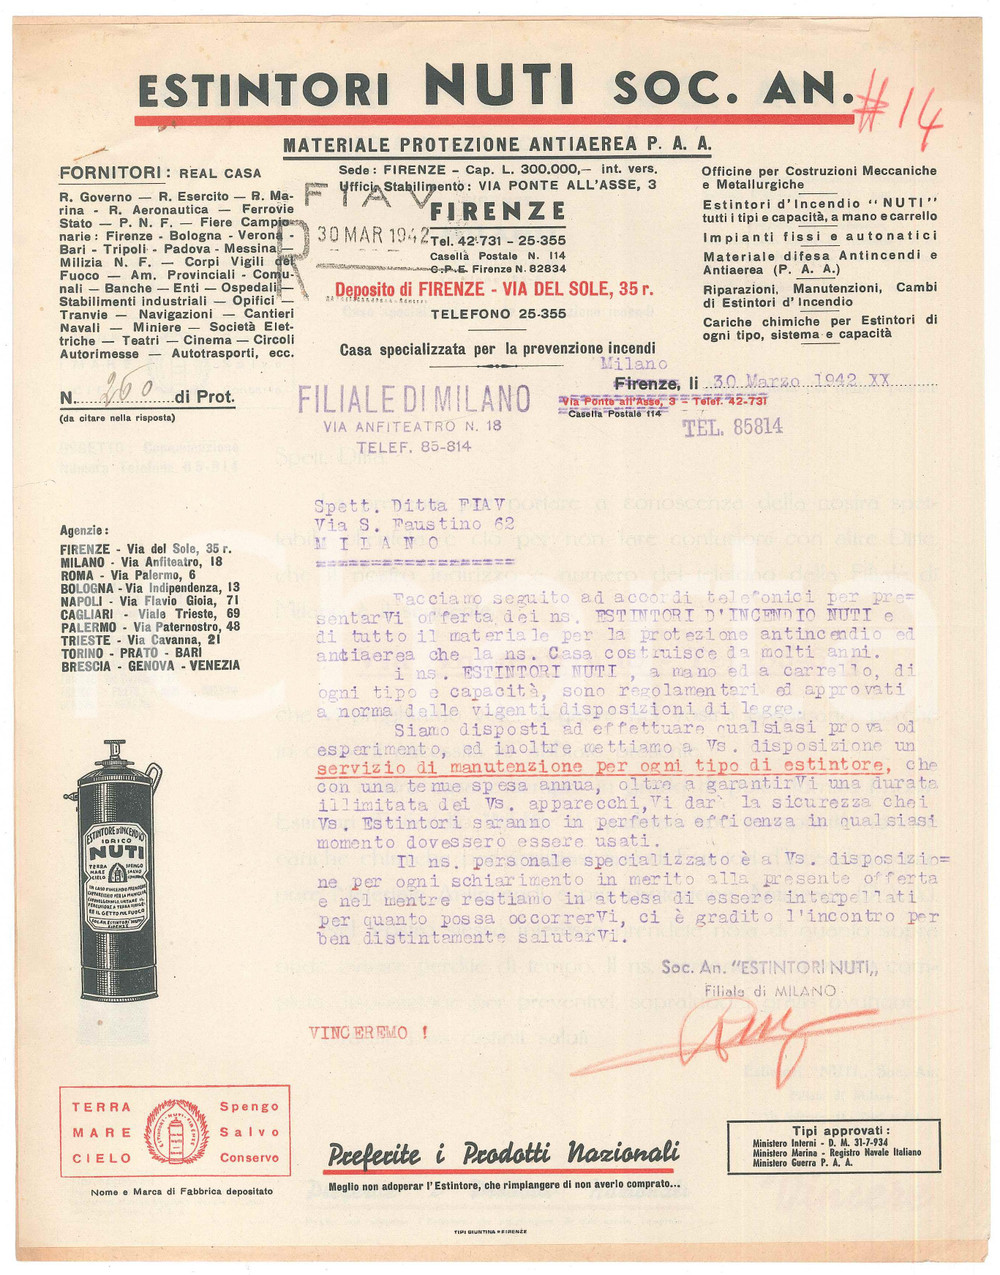 ESTINTORI NUTI SOC. AN.
#14
MATERIALE PROTEZIONE ANTIAEREA P. A. A.
FORNITORI: REAL CASA
R. Governo — R. Esercito — R. Ma-
rina - R. Aeronautica — Ferrovie
Stato — P. N. F. — Fiere Campio-
narie: Firenze - Bologna - Verona -
Bari - Tripoli - Padova - Messina —
Milizia N. F. — Corpi Vigili del
Fuoco — Am. Provinciali - Comu-
nali — Banche — Enti — Ospedali —
Stabilimenti industriali — Opifici —
Tranvie — Navigazioni — Cantieri
Navali — Miniere — Società Elet-
triche — Teatri — Cinema — Circoli
Autorimesse — Autotrasporti, ecc.
Sede: FIRENZE - Cap. L. 300.000,— int. vers.
Uffici Stabilimento: VIA PONTE ALL'ASSE, 3
FIRENZE
Tel. 42-731 - 25-355
Casella Postale N. 114
C.P.E. Firenze N. 82834
Deposito di FIRENZE - VIA DEL SOLE, 35 r.
TELEFONO 25-355
Casa specializzata per la prevenzione incendi
FIAV
R 30 MAR 1942
Officine per Costruzioni Meccaniche
e Metallurgiche
Estintori d'Incendio "NUTI"
tutti i tipi e capacità, a mano e carrello
Impianti fissi e automatici
Materiale difesa Antincendi e
Antiaerea (P. A. A.)
Riparazioni, Manutenzioni, Cambi
di Estintori d'Incendio
Cariche chimiche per Estintori di
ogni tipo, sistema e capacità
N. 260 di Prot.
(da citare nella risposta)
FILIALE DI MILANO
VIA ANFITEATRO N. 18
TELEF. 85-814
Milano
Firenze, li 30 Marzo 1942 XX
Via Ponte all'Asse, 3 - Telef. 42-731
Casella Postale 114
TEL. 85814
Spett. Ditta FIAV
Via S. Faustino 62
MILANO
Agenzie:
FIRENZE - Via del Sole, 35 r.
MILANO - Via Anfiteatro, 18
ROMA - Via Palermo, 6
BOLOGNA - Via Indipendenza, 13
NAPOLI - Via Flavio Gioia, 71
CAGLIARI - Viale Trieste, 69
PALERMO - Via Paternostro, 48
TRIESTE - Via Cavanna, 21
TORINO - PRATO - BARI
BRESCIA - GENOVA - VENEZIA
Facciamo seguito ad accordi telefonici per pre=
sentarVi offerta dei ns. ESTINTORI D'INCENDIO NUTI e
di tutto il materiale per la protezione antincendio ed
antiaerea che la ns. Casa costruisce da molti anni.
i ns. ESTINTORI NUTI , a mano ed a carrello, di
ogni tipo e capacità, sono regolamentari ed approvati
a norma delle vigenti disposizioni di legge.
Siamo disposti ad effettuare qualsiasi prova od
esperimento, ed inoltre mettiamo a Vs. disposizione un
servizio di manutenzione per ogni tipo di estintore, che
con una tenue spesa annua, oltre a garantirVi una durata
illimitata dei Vs. apparecchi,Vi dar la sicurezza chei
Vs. Estintori saranno in perfetta efficenza in qualsiasi
momento dovessero essere usati.
Il ns. personale specializzato è a Vs. disposizio=
ne per ogni schiarimento in merito alla presente offerta
e nel mentre restiamo in attesa di essere interpellati
per quanto possa occorrerVi, ci è gradito l'incontro per
ben distintamente salutarVi.
Soc. An. "ESTINTORI NUTI"
Filiale di MILANO
VINCEREMO !
ESTINTORE D'INCENDIO
IDRICO
NUTI
TERRA MARE CIELO
SPENGO SALVO CONSERVO
TERRA
MARE
CIELO
Spengo
Salvo
Conservo
Nome e Marca di Fabbrica depositato
Preferite i Prodotti Nazionali
Meglio non adoperar l'Estintore, che rimpiangere di non averlo comprato...
Tipi approvati:
Ministero Interni - D. M. 31-7-934
Ministero Marina - Registro Navale Italiano
Ministero Guerra P. A. A.
TIPI GIUNTINA - FIRENZE